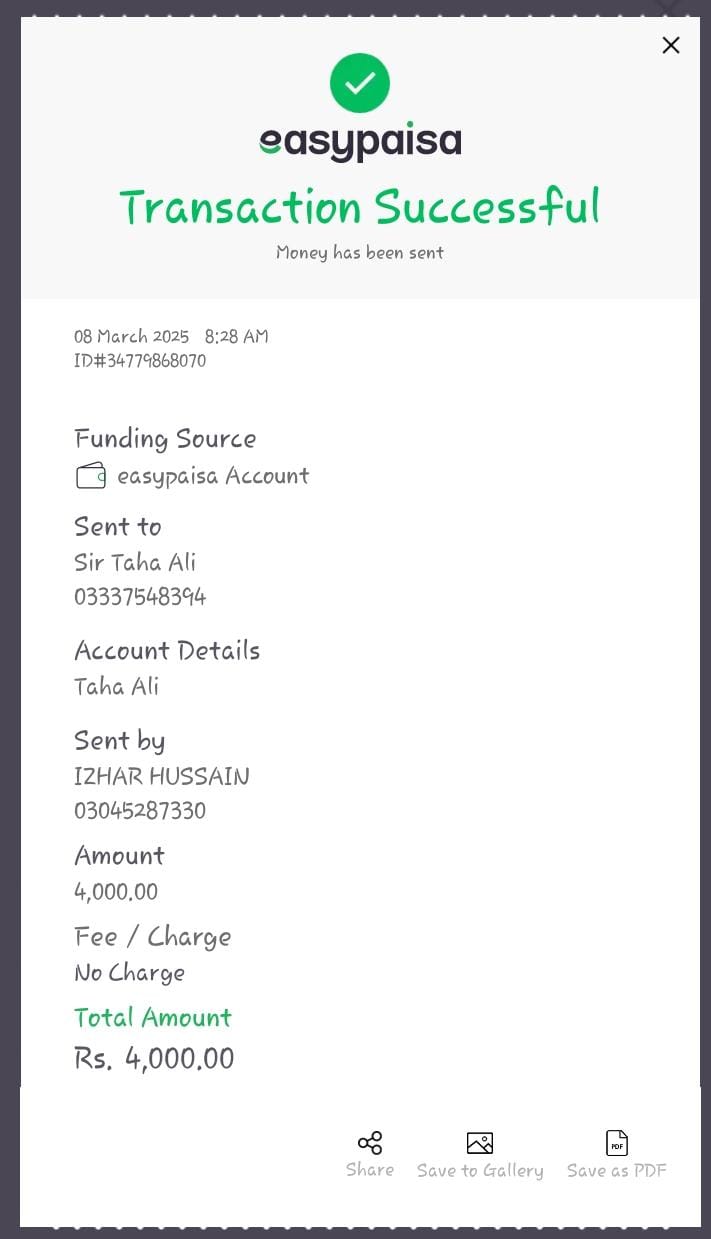 easypaisa
Transaction Successful
Money has been sent
08 March 2025 8:28 AM
ID#34779868070
Funding Source
easypaisa Account
Sent to
Sir Taha Ali
03337548394
Account Details
Taha Ali
Sent by
IZHAR HUSSAIN
03045287330
Amount
4,000.00
Fee / Charge
No Charge
Total Amount
Rs. 4,000.00
PDF
Share Save to Gallery Save as PDF